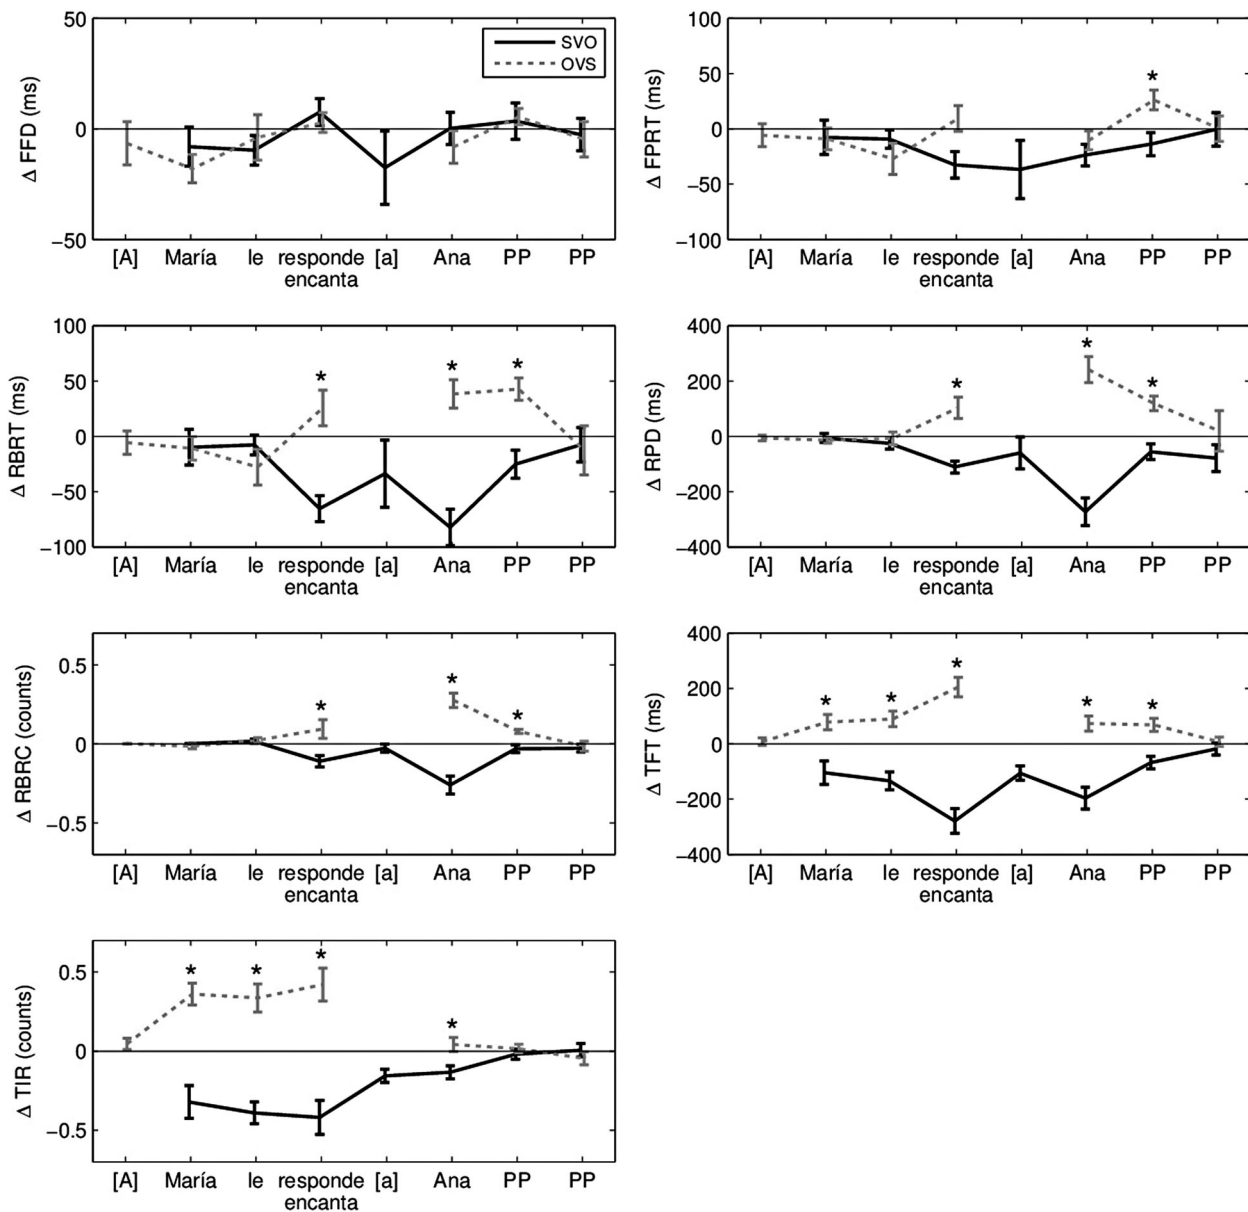 50
0
−50
Δ FFD (ms)
SVO
OVS
[A] María le responde [a] Ana PP PP
encanta
100
50
0
−50
−100
Δ FPRT (ms)
*
[A] María le responde [a] Ana PP PP
encanta
100
50
0
−50
−100
Δ RBRT (ms)
* * *
[A] María le responde [a] Ana PP PP
encanta
400
200
0
−200
−400
Δ RPD (ms)
* * *
[A] María le responde [a] Ana PP PP
encanta
0.5
0
−0.5
Δ RBRC (counts)
* * *
[A] María le responde [a] Ana PP PP
encanta
400
200
0
−200
−400
Δ TFT (ms)
* * * * *
[A] María le responde [a] Ana PP PP
encanta
0.5
0
−0.5
Δ TIR (counts)
* * * *
[A] María le responde [a] Ana PP PP
encanta